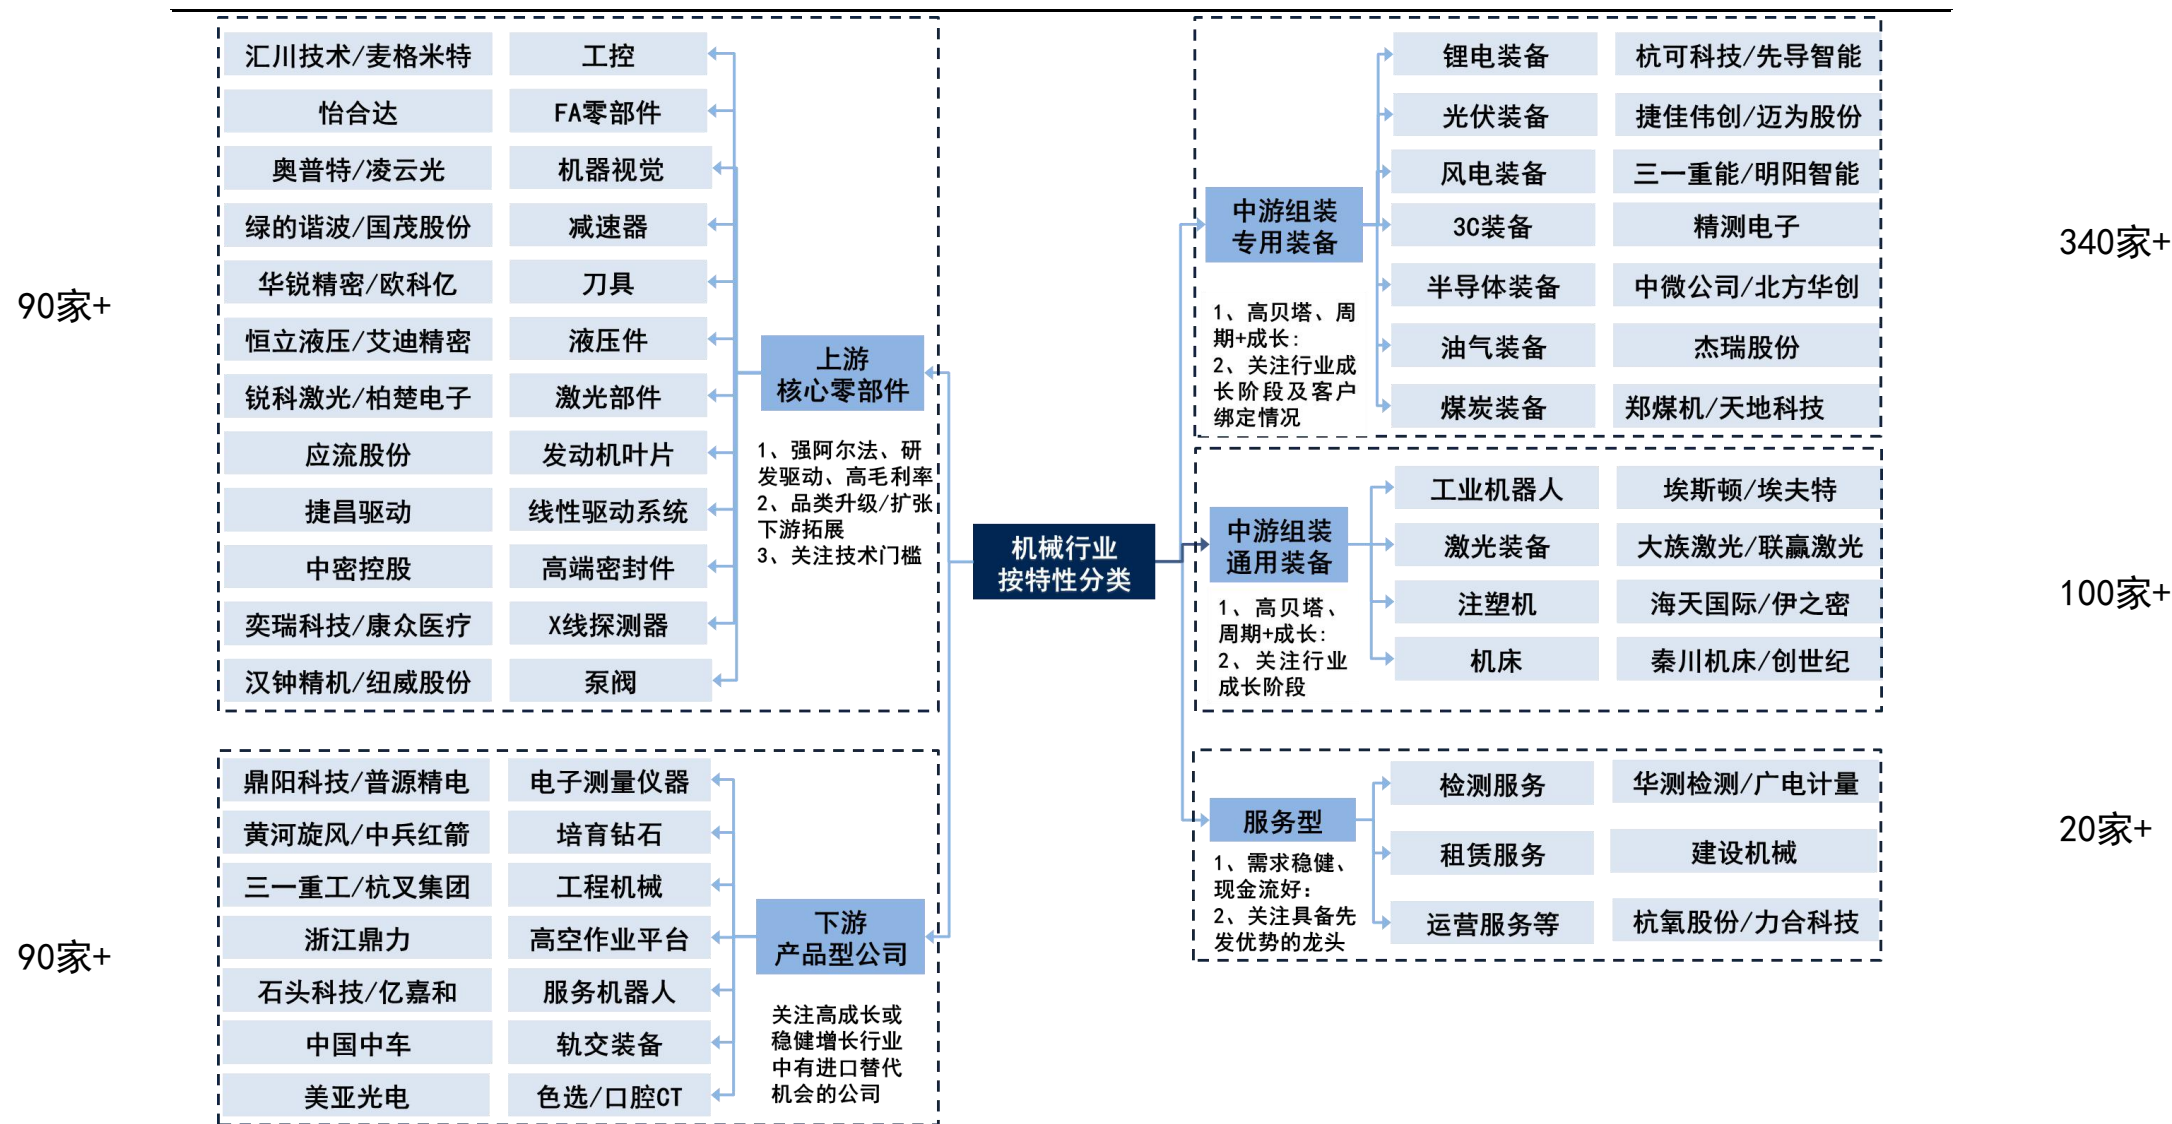 90家+
汇川技术/麦格米特 工控
怡合达 FA零部件
奥普特/凌云光 机器视觉
绿的谐波/国茂股份 减速器
华锐精密/欧科亿 刀具
恒立液压/艾迪精密 液压件
锐科激光/柏楚电子 激光部件
应流股份 发动机叶片
捷昌驱动 线性驱动系统
中密控股 高端密封件
奕瑞科技/康众医疗 X线探测器
汉钟精机/纽威股份 泵阀
上游
核心零部件
1、强阿尔法、研
发驱动、高毛利率
2、品类升级/扩张
下游拓展
3、关注技术门槛
90家+
鼎阳科技/普源精电 电子测量仪器
黄河旋风/中兵红箭 培育钻石
三一重工/杭叉集团 工程机械
浙江鼎力 高空作业平台
石头科技/亿嘉和 服务机器人
中国中车 轨交装备
美亚光电 色选/口腔CT
下游
产品型公司
关注高成长或
稳健增长行业
中有进口替代
机会的公司
机械行业
按特性分类
中游组装
专用装备
1、高贝塔、周
期+成长:
2、关注行业成
长阶段及客户
绑定情况
锂电装备 杭可科技/先导智能
光伏装备 捷佳伟创/迈为股份
风电装备 三一重能/明阳智能
3C装备 精测电子
半导体装备 中微公司/北方华创
油气装备 杰瑞股份
煤炭装备 郑煤机/天地科技
340家+
中游组装
通用装备
1、高贝塔、
周期+成长:
2、关注行业
成长阶段
工业机器人 埃斯顿/埃夫特
激光装备 大族激光/联赢激光
注塑机 海天国际/伊之密
机床 秦川机床/创世纪
100家+
服务型
1、需求稳健、
现金流好:
2、关注具备先
发优势的龙头
检测服务 华测检测/广电计量
租赁服务 建设机械
运营服务等 杭氧股份/力合科技
20家+